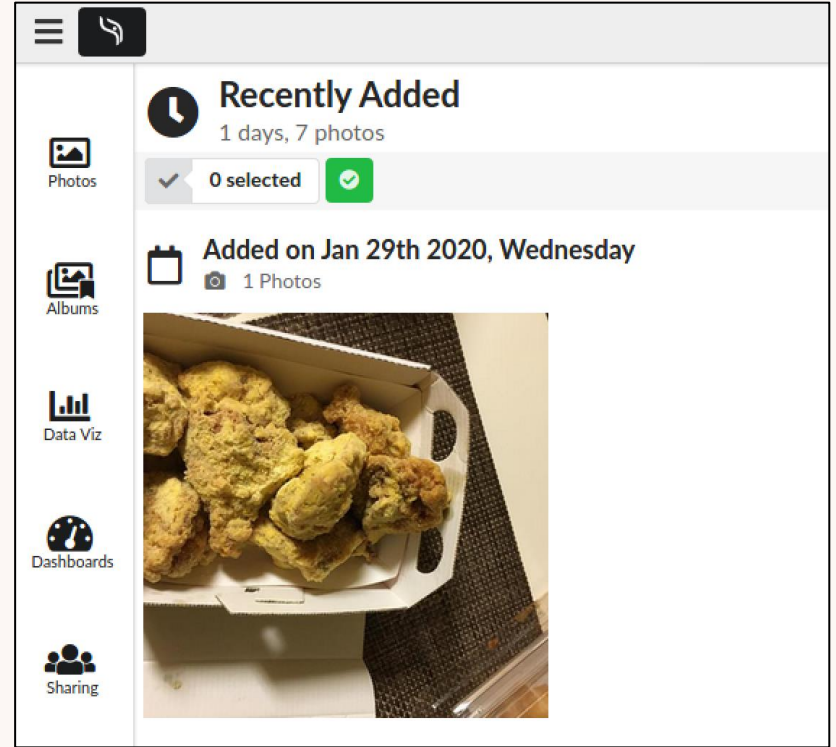 Recently Added
1 days, 7 photos
0 selected
Added on Jan 29th 2020, Wednesday
1 Photos
Photos
Albums
Data Viz
Dashboards
Sharing